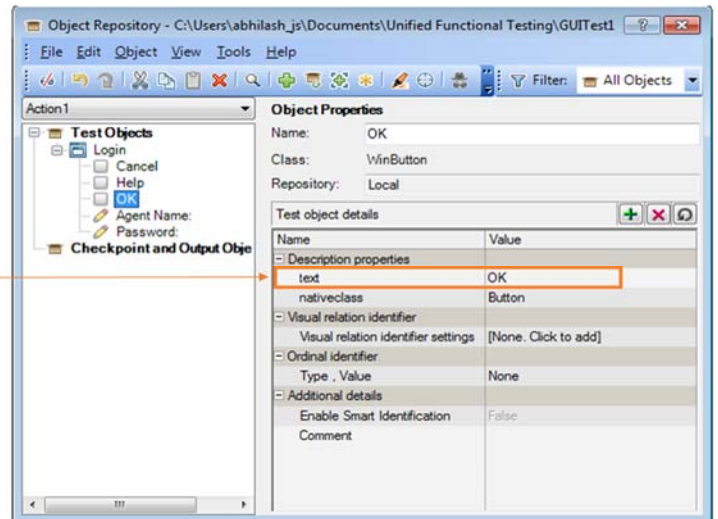 Object Repository - C:\Users\abhilash_js\Documents\Unified Functional Testing\GUITest1
File Edit Object View Tools Help
Filter: All Objects
Action1
Test Objects
Login
Cancel
Help
OK
Agent Name:
Password:
Checkpoint and Output Obje
Object Properties
Name: OK
Class: WinButton
Repository: Local
Test object details
Name Value
Description properties
text OK
nativeclass Button
Visual relation identifier
Visual relation identifier settings [None. Click to add]
Ordinal identifier
Type , Value None
Additional details
Enable Smart Identification False
Comment